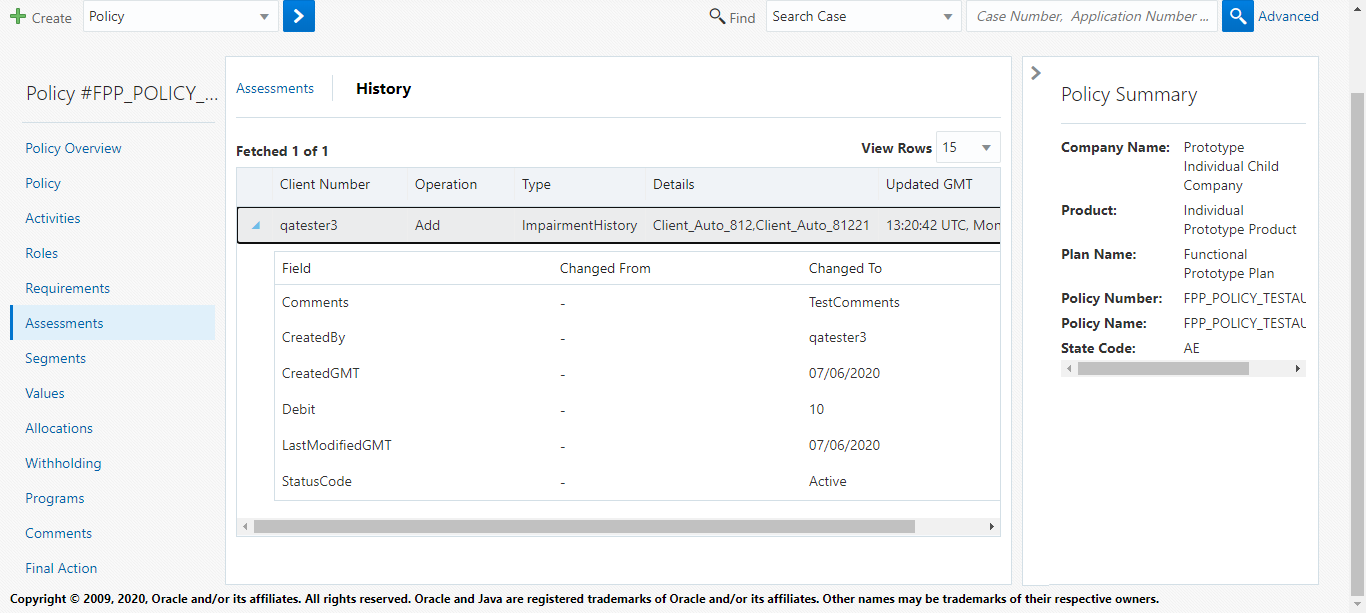 Create Policy Find Search Case Case Number, Application Number ... Advanced
Policy #FPP_POLICY_...
Policy Overview
Policy
Activities
Roles
Requirements
Assessments
Segments
Values
Allocations
Withholding
Programs
Comments
Final Action
Assessments History
Fetched 1 of 1 View Rows 15
Client Number Operation Type Details Updated GMT
qatester3 Add ImpairmentHistory Client_Auto_812,Client_Auto_81221 13:20:42 UTC, Mon
Field Changed From Changed To
Comments - TestComments
CreatedBy - qatester3
CreatedGMT - 07/06/2020
Debit - 10
LastModifiedGMT - 07/06/2020
StatusCode - Active
Policy Summary
Company Name: Prototype
Individual Child
Company
Product: Individual
Prototype Product
Plan Name: Functional
Prototype Plan
Policy Number: FPP_POLICY_TESTAU
Policy Name: FPP_POLICY_TESTAU
State Code: AE
Copyright © 2009, 2020, Oracle and/or its affiliates. All rights reserved. Oracle and Java are registered trademarks of Oracle and/or its affiliates. Other names may be trademarks of their respective owners.